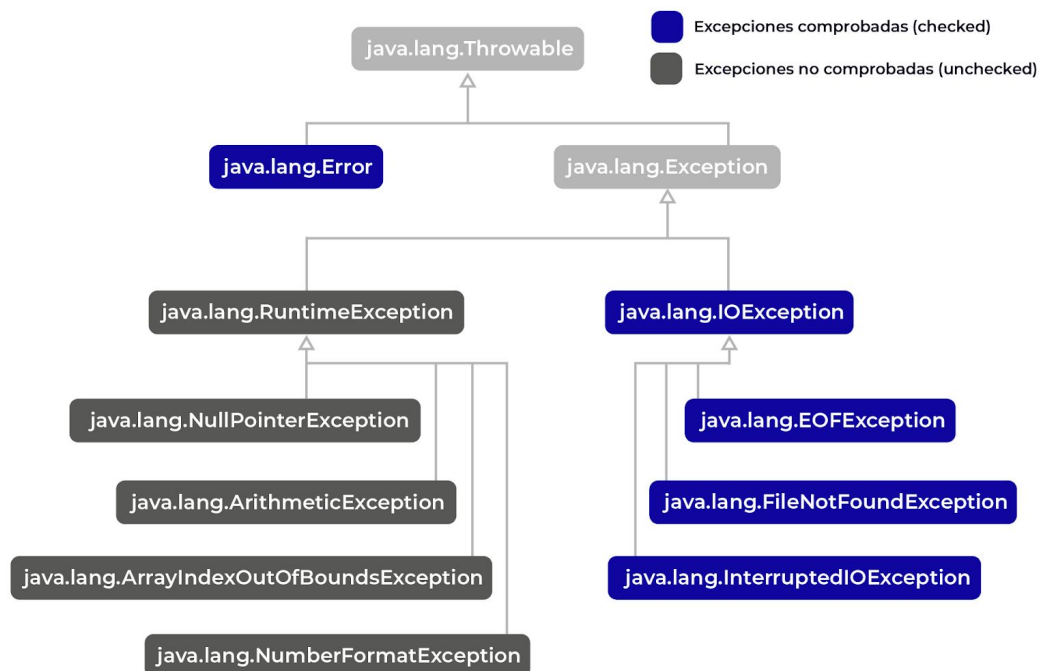 java.lang.Throwable
Excepciones comprobadas (checked)
Excepciones no comprobadas (unchecked)
java.lang.Error
java.lang.Exception
java.lang.RuntimeException
java.lang.IOException
java.lang.NullPointerException
java.lang.EOFException
java.lang.ArithmeticException
java.lang.FileNotFoundException
java.lang.ArrayIndexOutOfBoundsException
java.lang.InterruptedIOException
java.lang.NumberFormatException